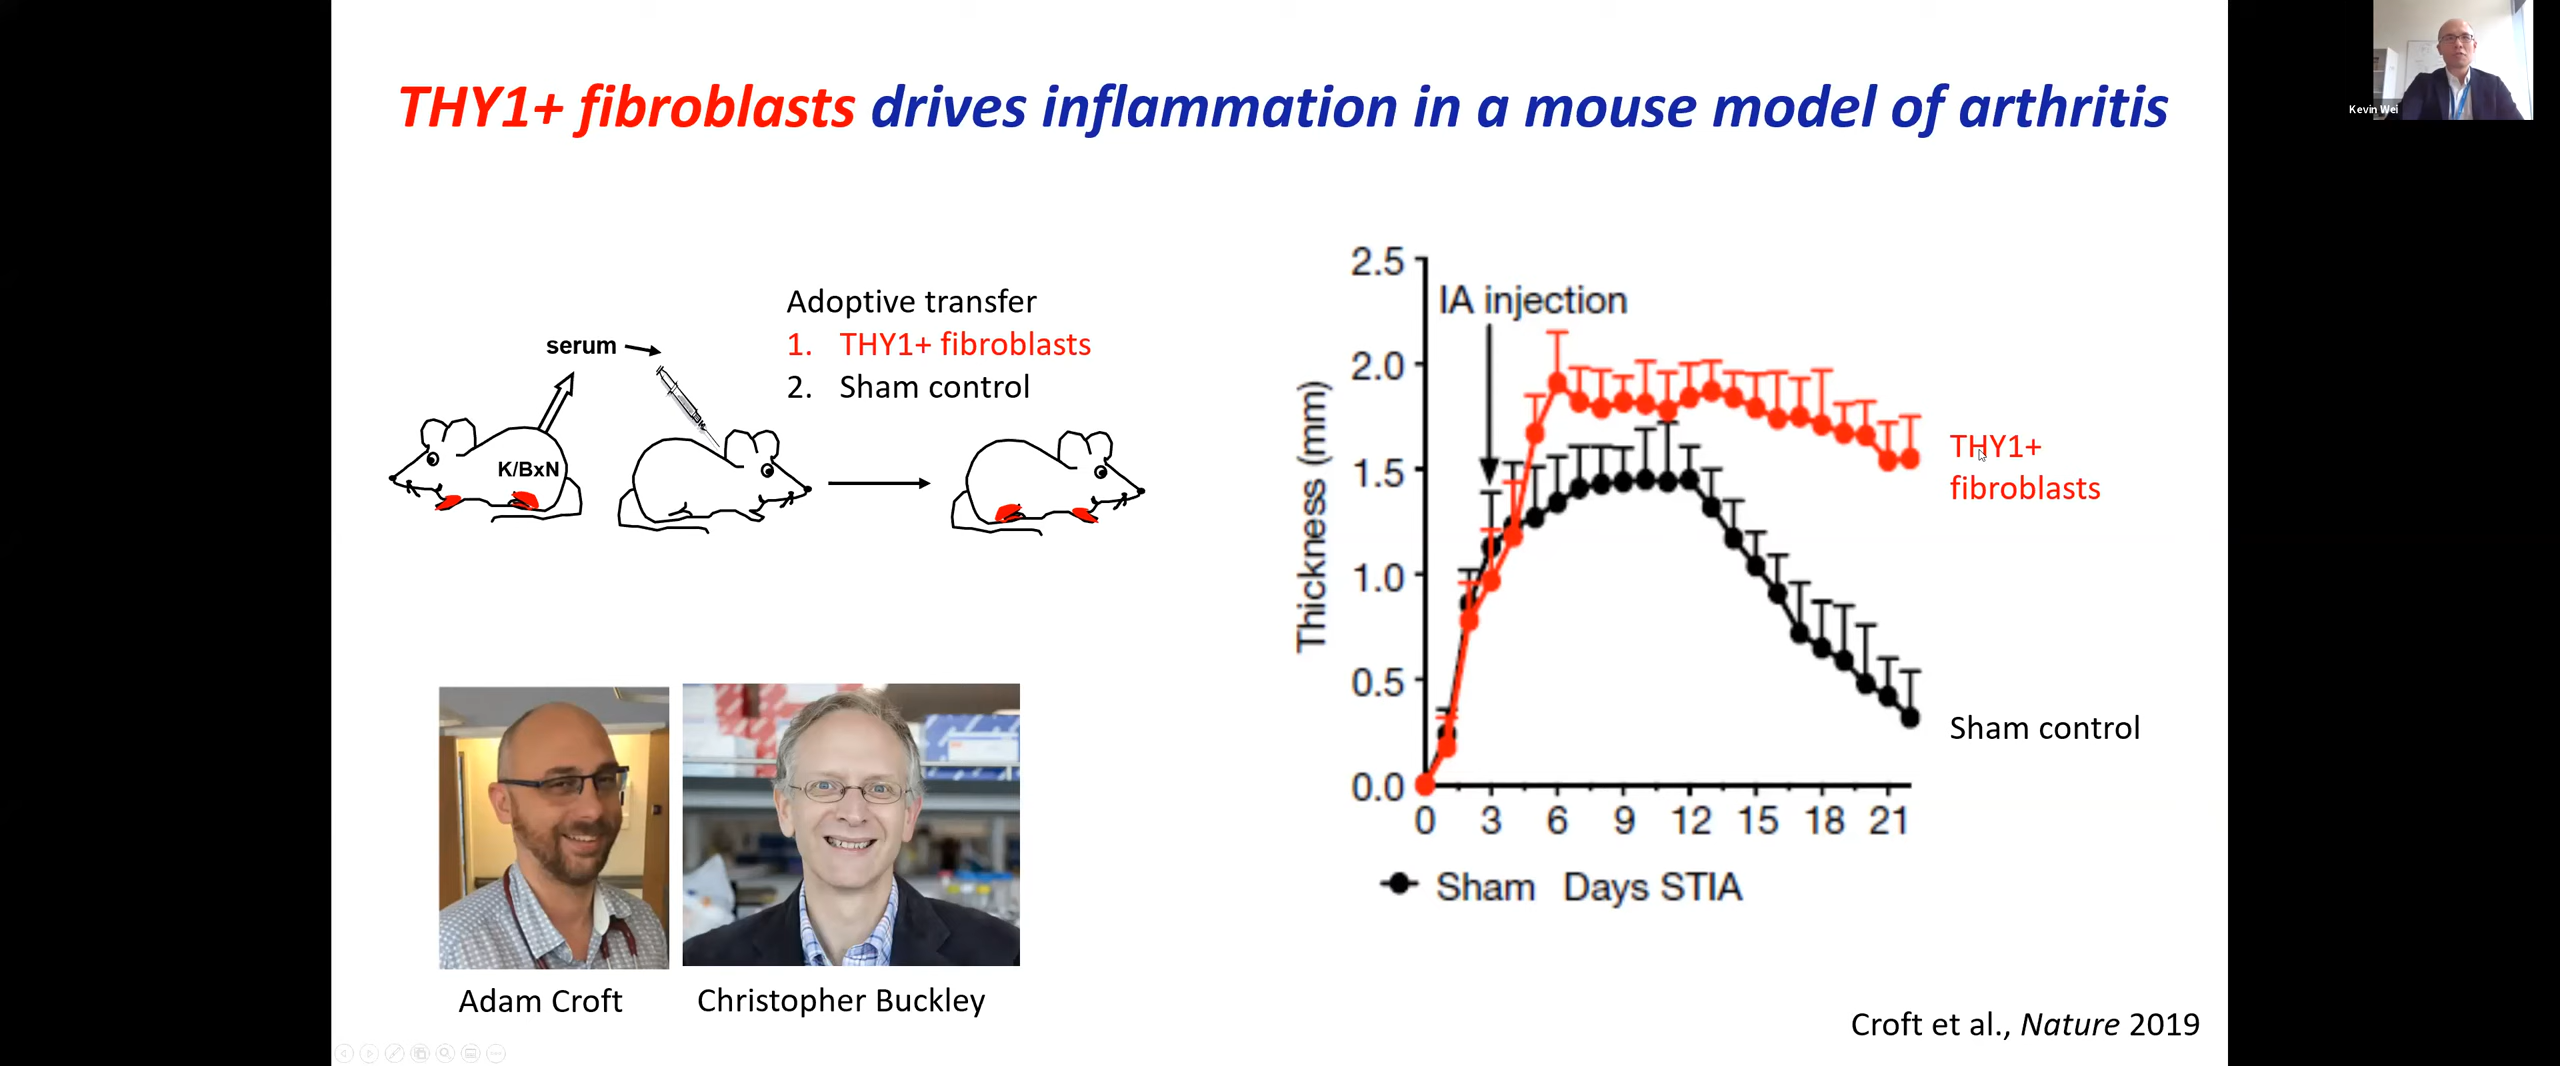 THY1+ fibroblasts drives inflammation in a mouse model of arthritis
Kevin Wei
Adoptive transfer
1. THY1+ fibroblasts
2. Sham control
serum
K/BxN
2.5
2.0
1.5
1.0
0.5
0.0
Thickness (mm)
IA injection
0 3 6 9 12 15 18 21
Sham Days STIA
THY1+
fibroblasts
Sham control
Adam Croft
Christopher Buckley
Croft et al., Nature 2019